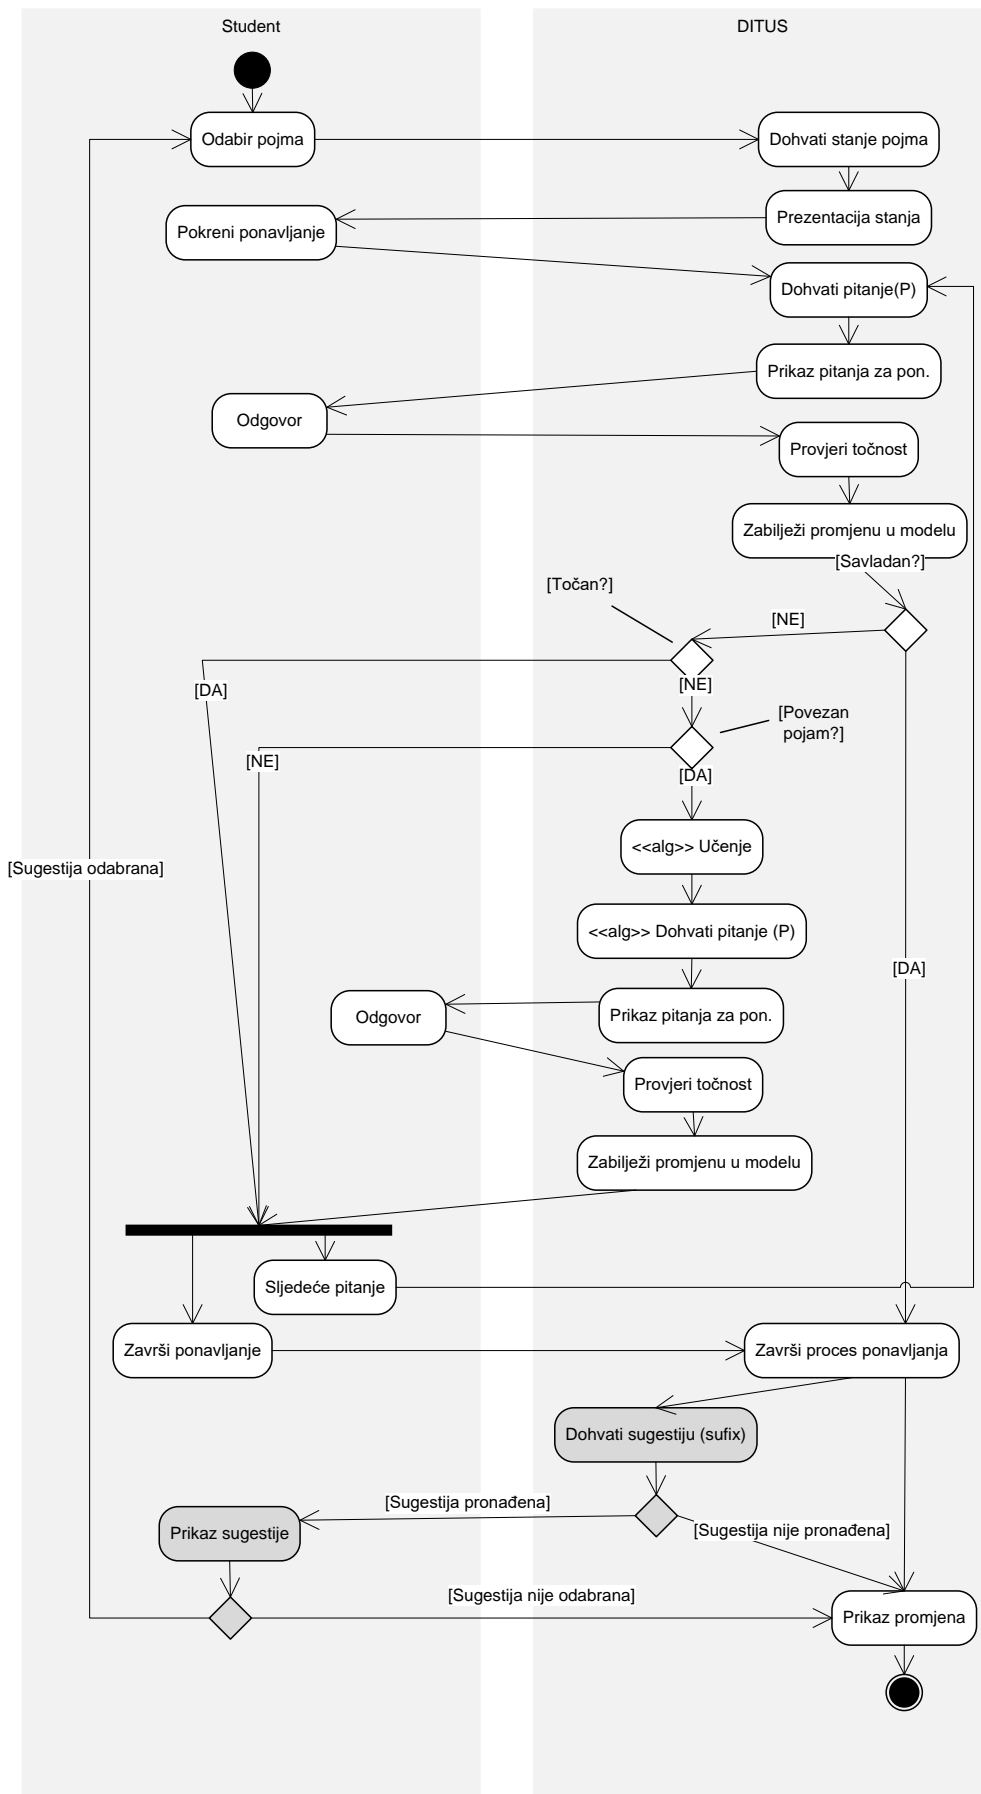 Student
DITUS
Odabir pojma
Dohvati stanje pojma
Prezentacija stanja
Pokreni ponavljanje
Dohvati pitanje(P)
Prikaz pitanja za pon.
Odgovor
Provjeri točnost
Zabilježi promjenu u modelu
[Savladan?]
[Točan?]
[NE]
[DA]
[NE]
[Povezan
pojam?]
[NE]
[DA]
<<alg>> Učenje
[Sugestija odabrana]
<<alg>> Dohvati pitanje (P)
[DA]
Prikaz pitanja za pon.
Odgovor
Provjeri točnost
Zabilježi promjenu u modelu
Sljedeće pitanje
Završi ponavljanje
Završi proces ponavljanja
Dohvati sugestiju (sufix)
[Sugestija pronađena]
[Sugestija nije pronađena]
Prikaz sugestije
[Sugestija nije odabrana]
Prikaz promjena